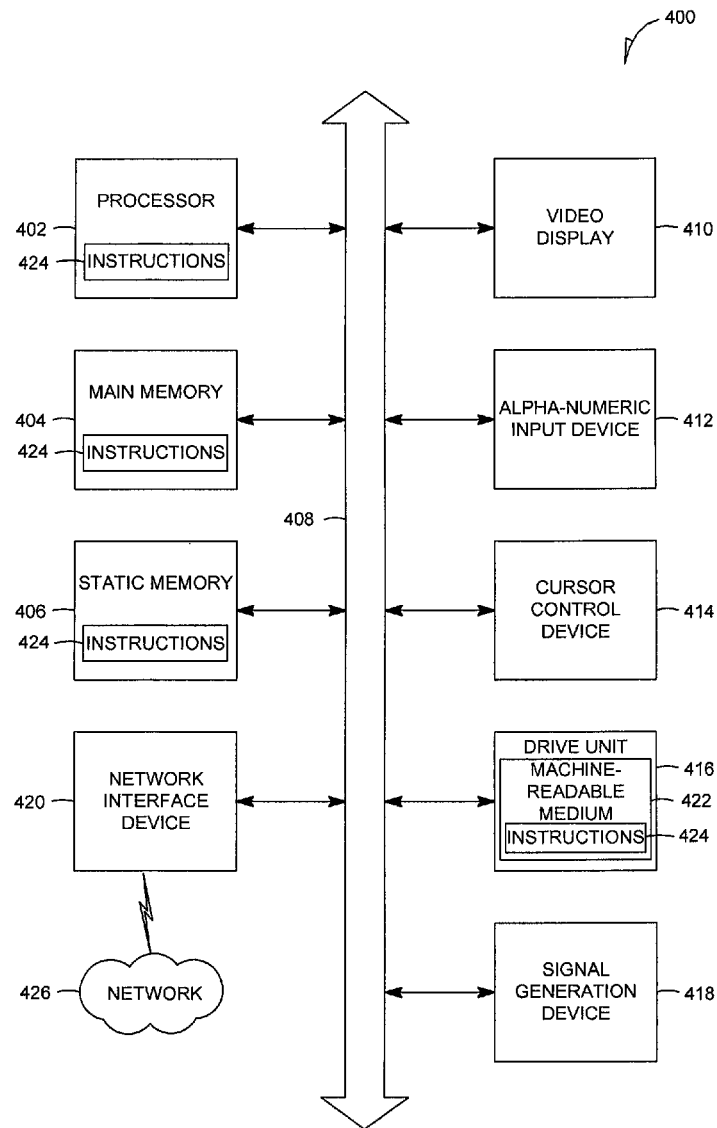 400
PROCESSOR
402
424
INSTRUCTIONS
VIDEO
DISPLAY
410
MAIN MEMORY
404
424
INSTRUCTIONS
ALPHA-NUMERIC
INPUT DEVICE
412
408
STATIC MEMORY
406
424
INSTRUCTIONS
CURSOR
CONTROL
DEVICE
414
NETWORK
INTERFACE
DEVICE
420
DRIVE UNIT
416
MACHINE-
READABLE
MEDIUM
422
INSTRUCTIONS
424
426
NETWORK
SIGNAL
GENERATION
DEVICE
418